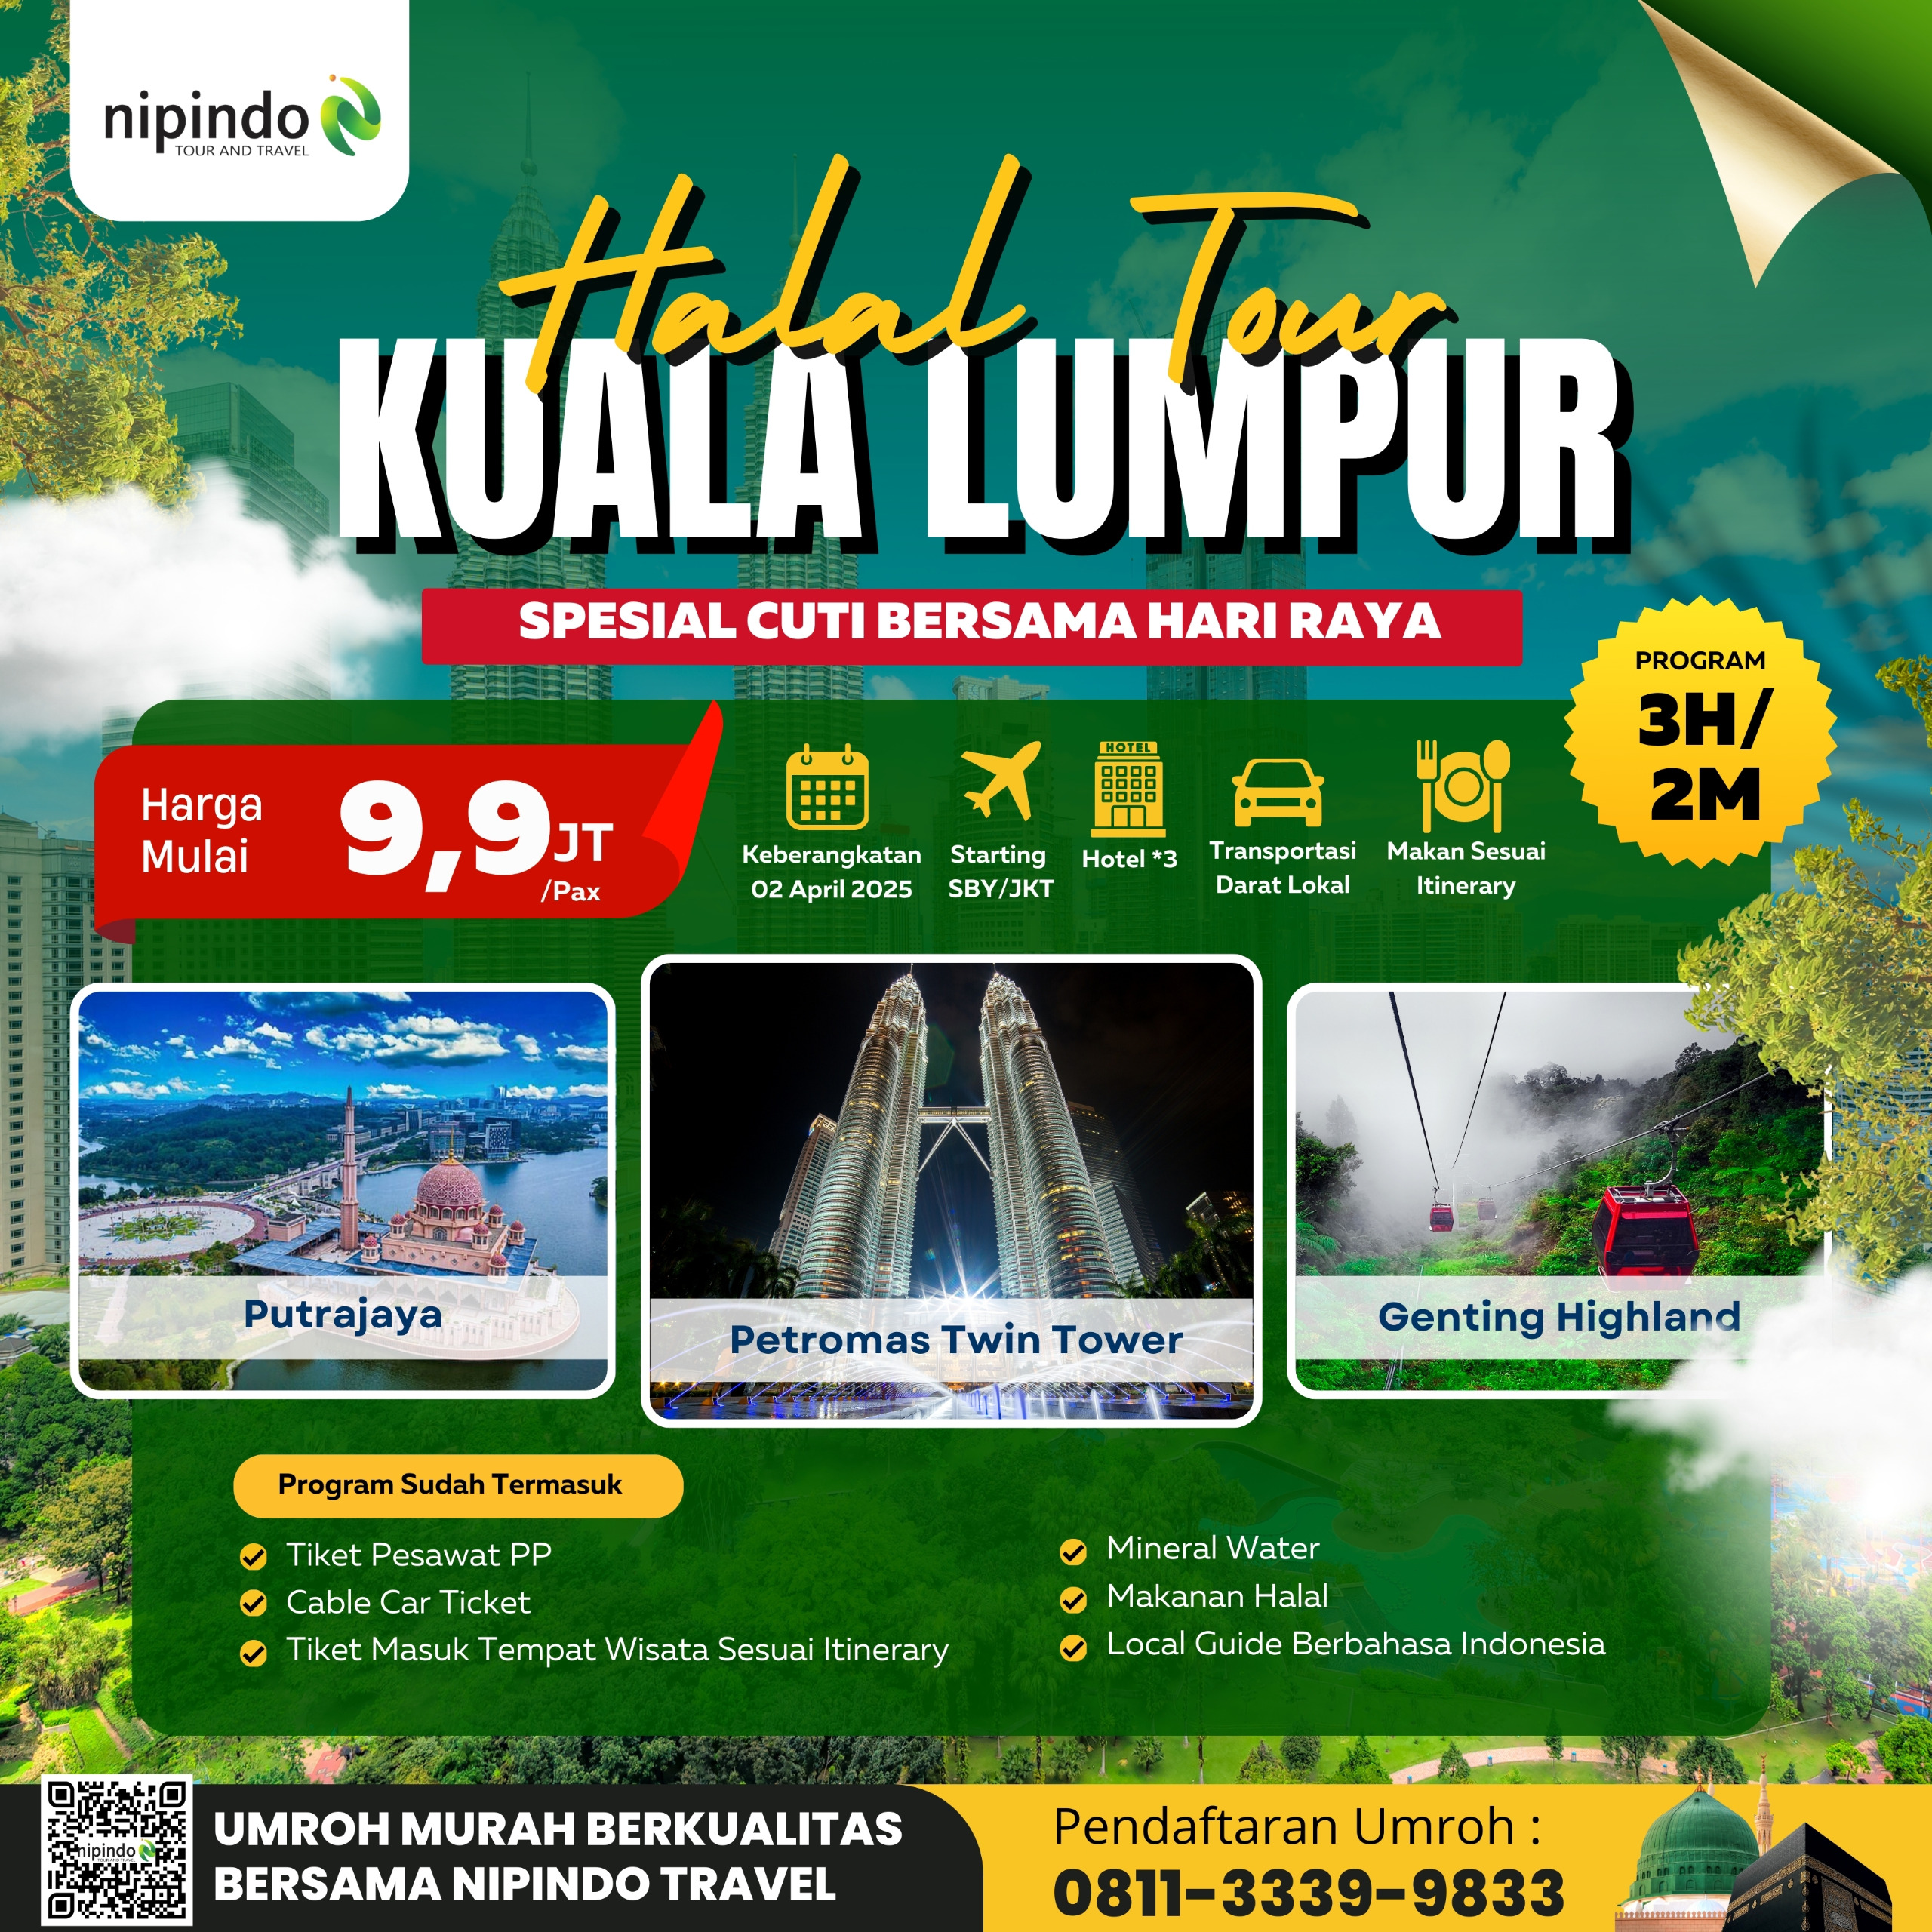 nipindo
TOUR AND TRAVEL
Halal Tour
KUALA LUMPUR
SPESIAL CUTI BERSAMA HARI RAYA
PROGRAM
3H/
2M
Harga
Mulai
9,9JT
/Pax
Keberangkatan
02 April 2025
Starting
SBY/JKT
HOTEL
Hotel *3
Transportasi
Darat Lokal
Makan Sesuai
Itinerary
Putrajaya
Petromas Twin Tower
Genting Highland
Program Sudah Termasuk
Tiket Pesawat PP
Cable Car Ticket
Tiket Masuk Tempat Wisata Sesuai Itinerary
Mineral Water
Makanan Halal
Local Guide Berbahasa Indonesia
nipindo
TOUR AND TRAVEL
UMROH MURAH BERKUALITAS
BERSAMA NIPINDO TRAVEL
Pendaftaran Umroh :
0811-3339-9833